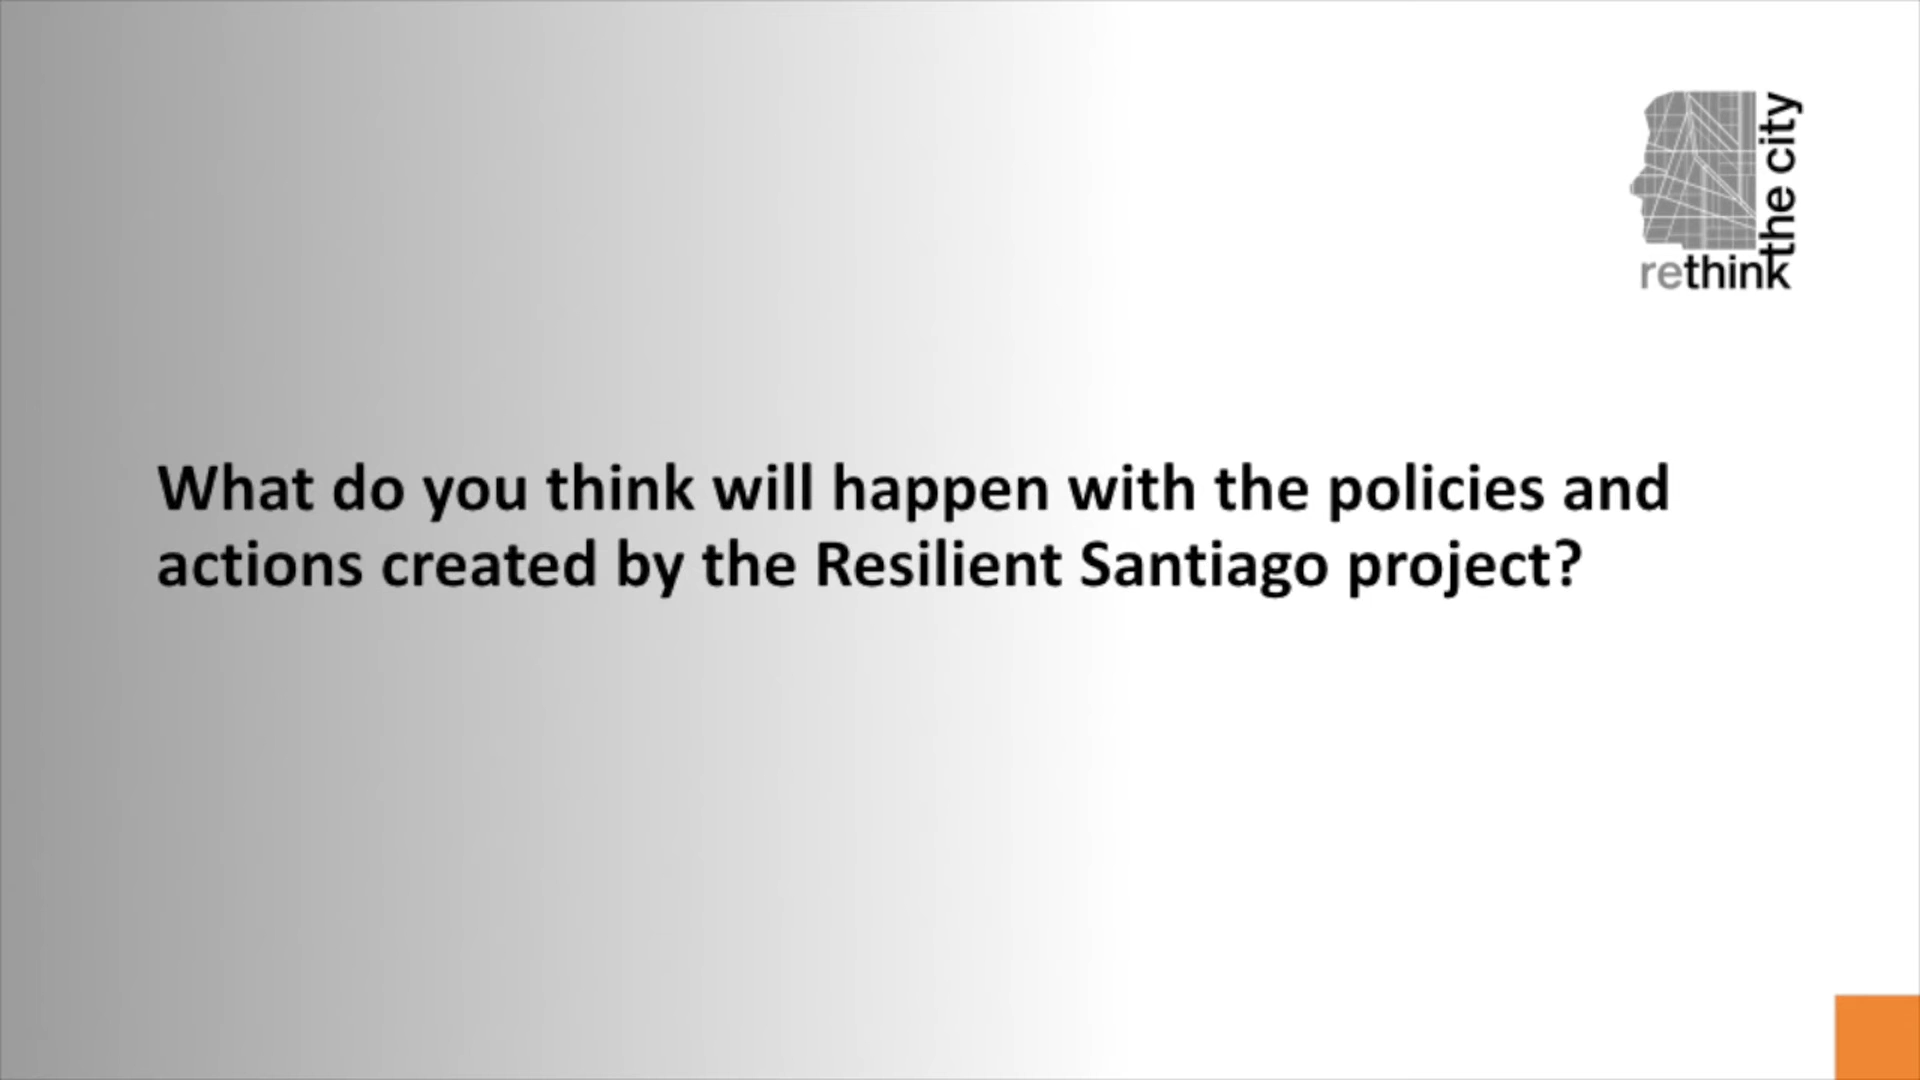 the city
rethink
What do you think will happen with the policies and
actions created by the Resilient Santiago project?